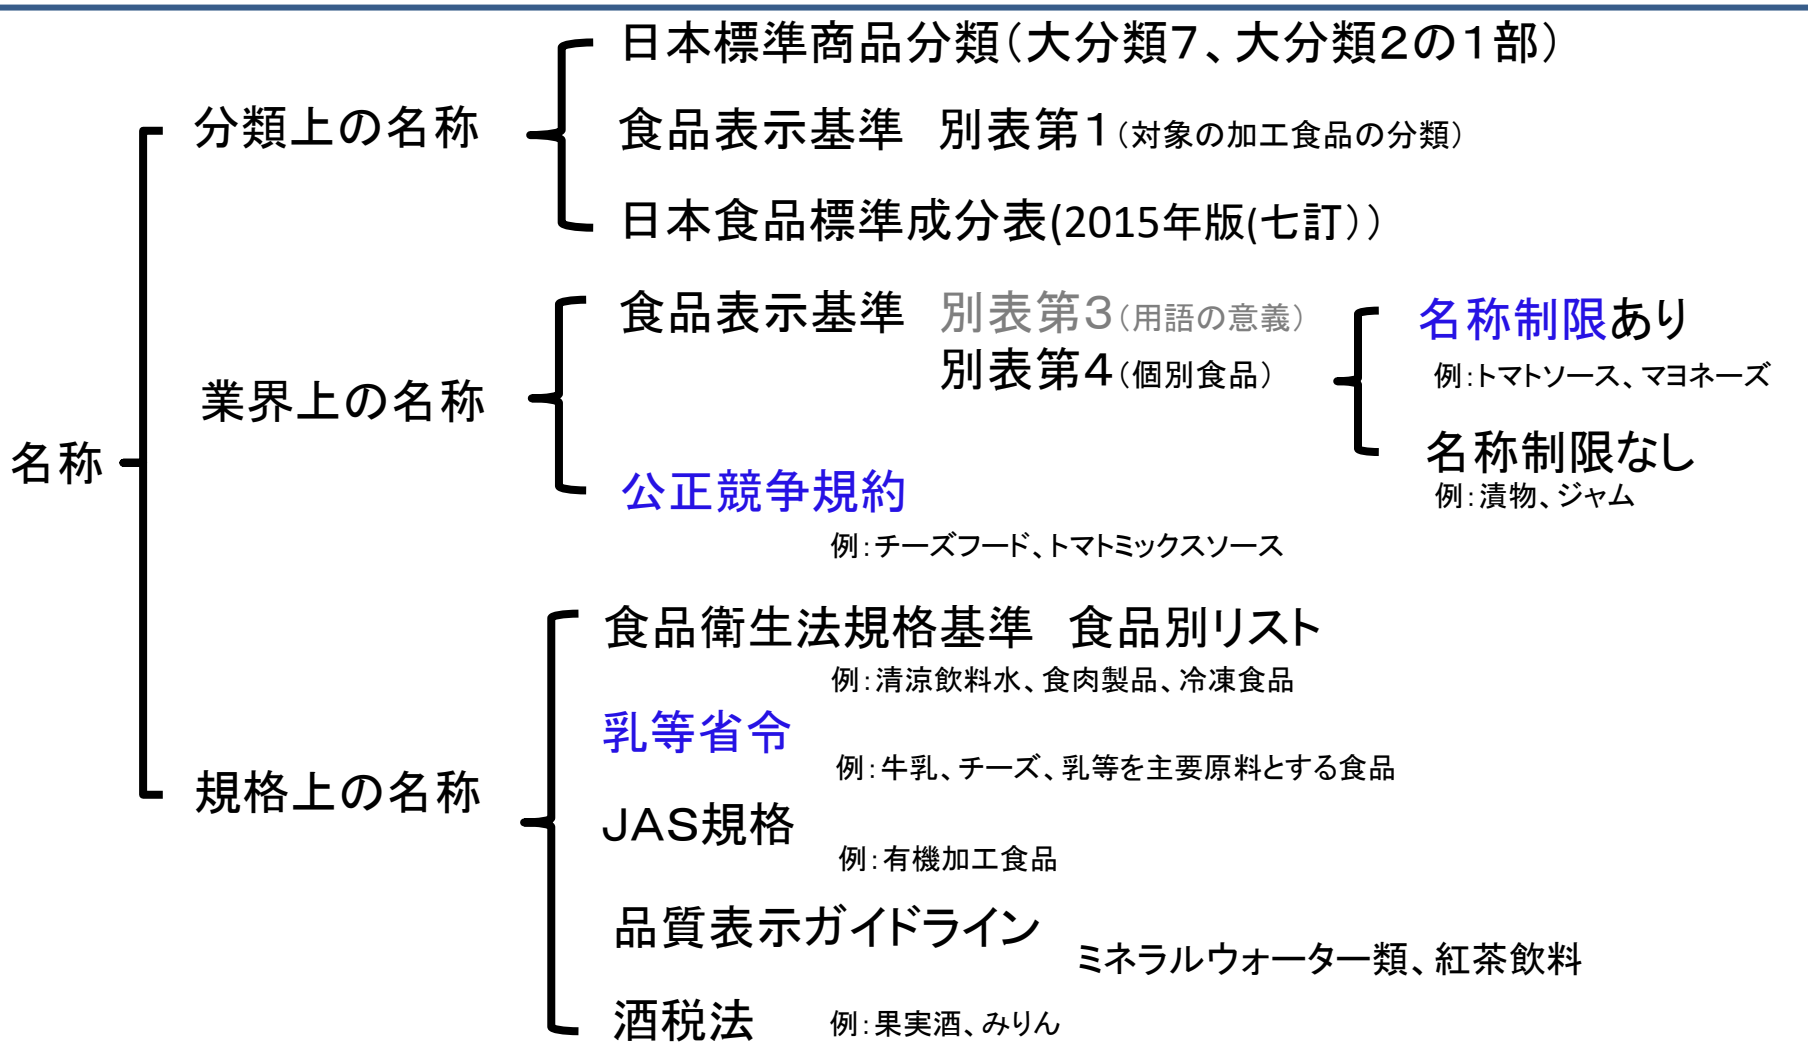 日本標準商品分類（大分類７、大分類２の１部）
分類上の名称
食品表示基準　別表第１（対象の加工食品の分類）
日本食品標準成分表(2015年版(七訂））
食品表示基準　別表第３（用語の意義）
別表第４（個別食品）
名称制限あり
例：トマトソース、マヨネーズ
業界上の名称
名称制限なし
例：漬物、ジャム
名称
公正競争規約
例：チーズフード、トマトミックスソース
食品衛生法規格基準　食品別リスト
例：清涼飲料水、食肉製品、冷凍食品
乳等省令
例：牛乳、チーズ、乳等を主要原料とする食品
規格上の名称
ＪＡＳ規格
例：有機加工食品
品質表示ガイドライン
ミネラルウォーター類、紅茶飲料
酒税法
例：果実酒、みりん